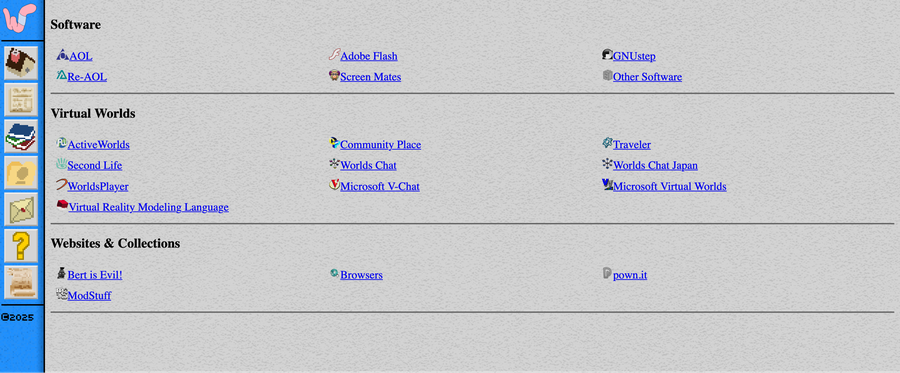 Software
AOL Adobe Flash GNUstep
Re-AOL Screen Mates Other Software
Virtual Worlds
ActiveWorlds Community Place Traveler
Second Life Worlds Chat Worlds Chat Japan
WorldsPlayer Microsoft V-Chat Microsoft Virtual Worlds
Virtual Reality Modeling Language
Websites & Collections
Bert is Evil! Browsers pown.it
ModStuff
©2025